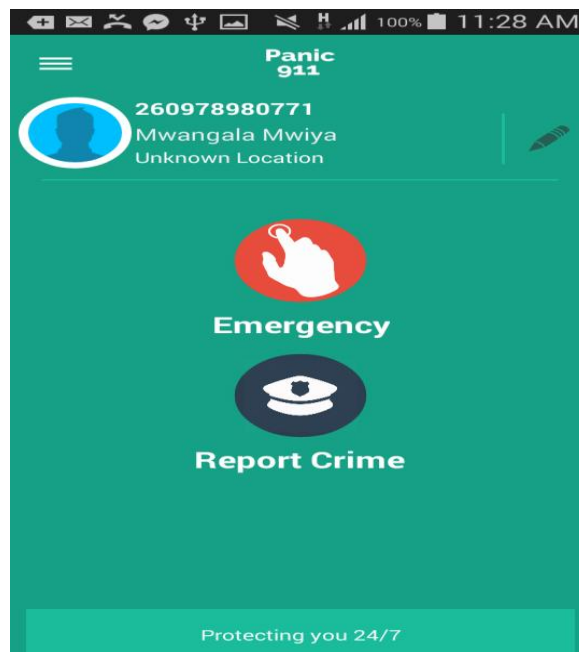 H 100% 11:28 AM
Panic
911
260978980771
Mwangala Mwiya
Unknown Location
Emergency
Report Crime
Protecting you 24/7